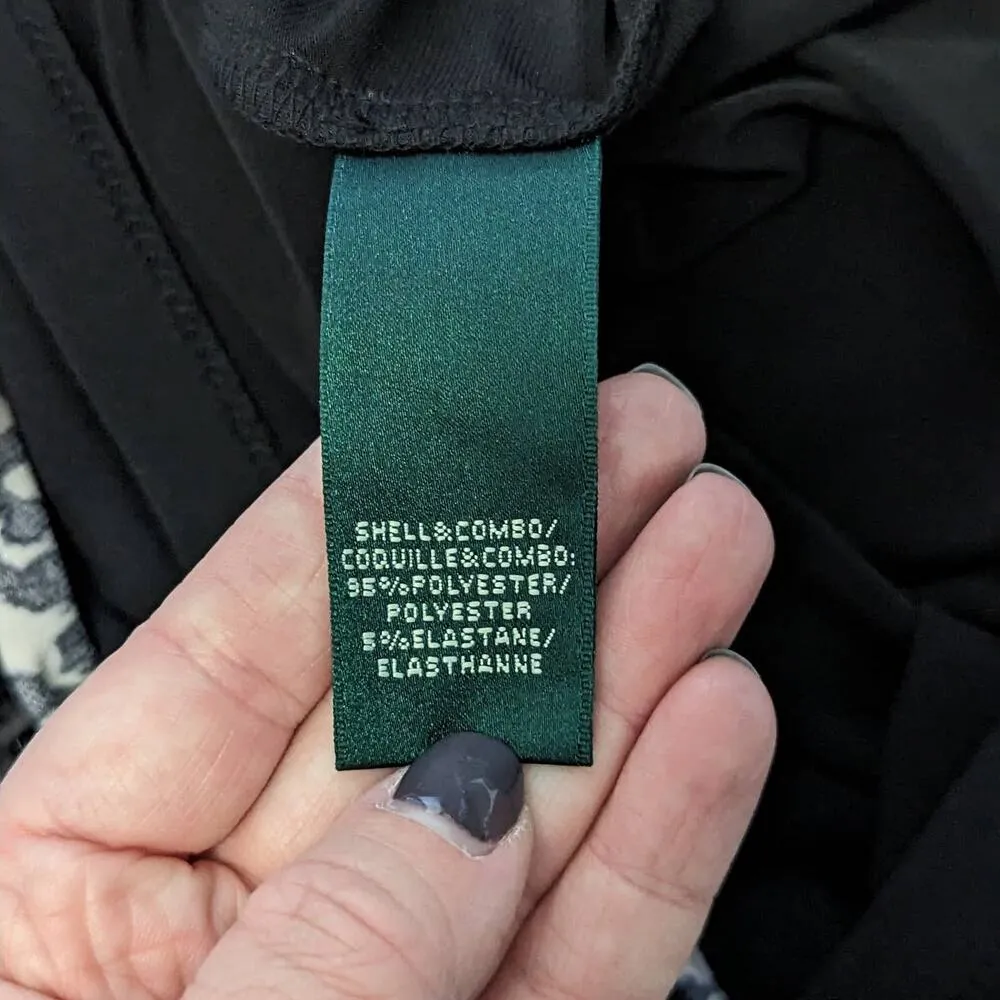 SHELL&COMBO/
COQUILLE&COMBO:
95%POLYESTER/
POLYESTER
5%ELASTANE/
ELASTHANNE